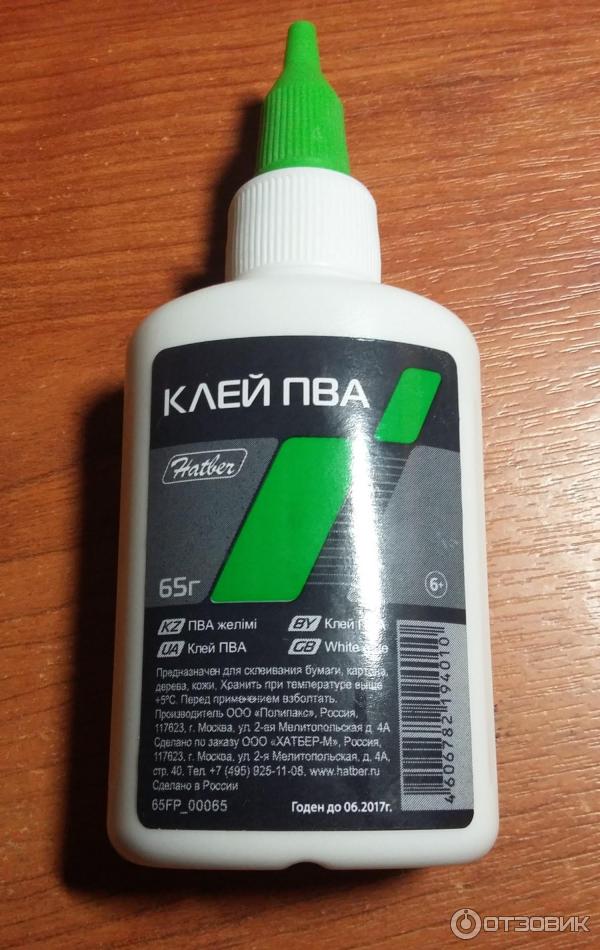 КЛЕЙ ПВА
Hatber
65г
6+
KZ ПВА желімі
BY Клей
UA Клей ПВА
GB White
Предназначен для склеивания бумаги, картона,
дерева, кожи. Хранить при температуре выше
+5°C. Перед применением взболтать.
Производитель ООО «Полипакс», Россия,
117623, г. Москва, ул. 2-ая Мелитопольская д. 4А
Сделано по заказу ООО «ХАТБЕР-М», Россия,
117623, г. Москва, ул. 2-я Мелитопольская д. 4А,
стр. 40. Тел. +7 (495) 925-11-08, www.hatber.ru
Сделано в России
65FP_00065
Годен до 06.2017г.
4606782194010
ОТЗОВИК